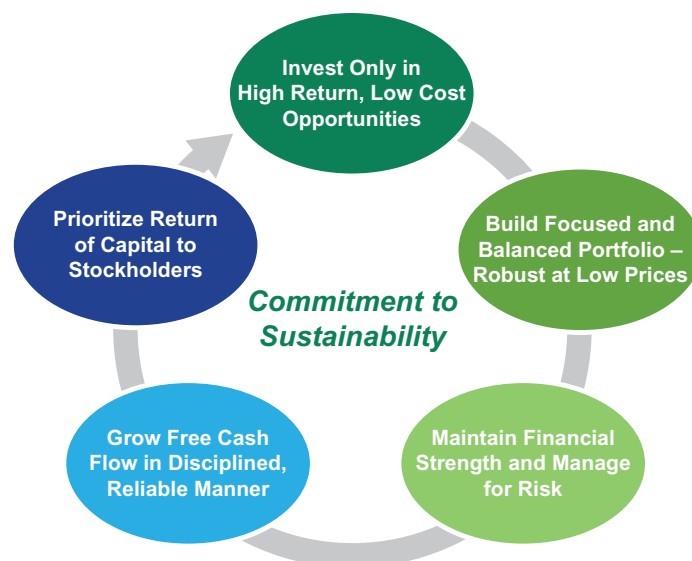 Invest Only in
High Return, Low Cost
Opportunities
Build Focused and
Balanced Portfolio –
Robust at Low Prices
Maintain Financial
Strength and Manage
for Risk
Grow Free Cash
Flow in Disciplined,
Reliable Manner
Prioritize Return
of Capital to
Stockholders
Commitment to
Sustainability